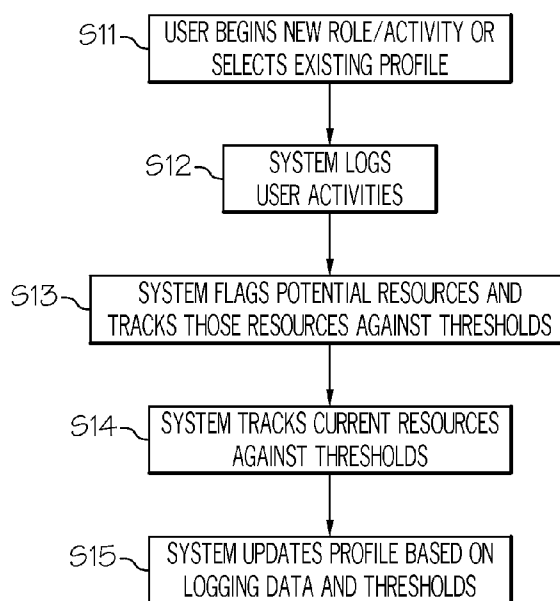 S11
USER BEGINS NEW ROLE/ACTIVITY OR
SELECTS EXISTING PROFILE
S12
SYSTEM LOGS
USER ACTIVITIES
S13
SYSTEM FLAGS POTENTIAL RESOURCES AND
TRACKS THOSE RESOURCES AGAINST THRESHOLDS
S14
SYSTEM TRACKS CURRENT RESOURCES
AGAINST THRESHOLDS
S15
SYSTEM UPDATES PROFILE BASED ON
LOGGING DATA AND THRESHOLDS